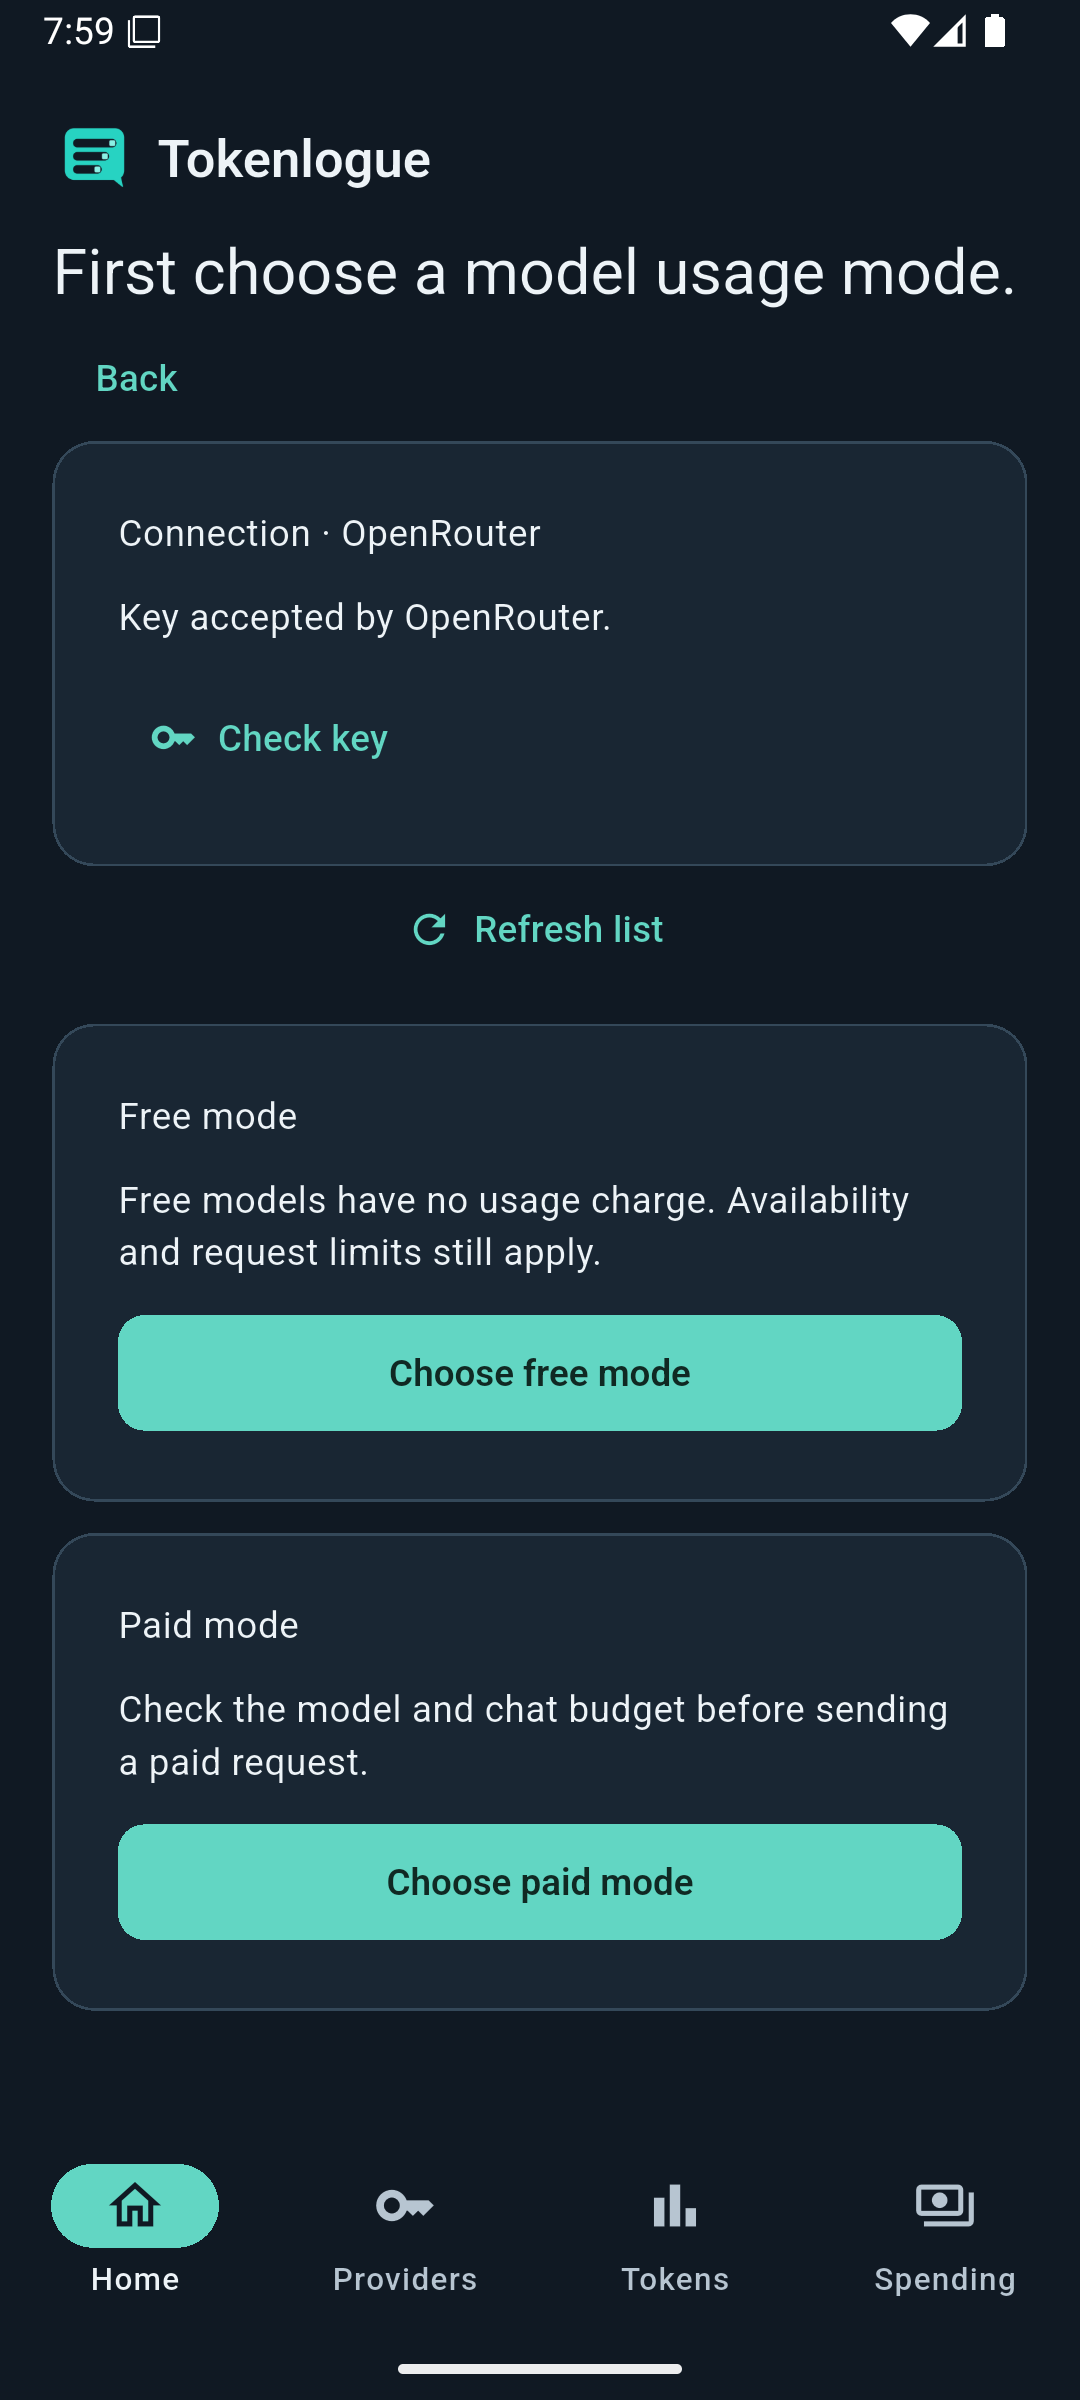 7:59
Tokenlogue
First choose a model usage mode.
Back
Connection · OpenRouter
Key accepted by OpenRouter.
Check key
Refresh list
Free mode
Free models have no usage charge. Availability
and request limits still apply.
Choose free mode
Paid mode
Check the model and chat budget before sending
a paid request.
Choose paid mode
Home
Providers
Tokens
Spending